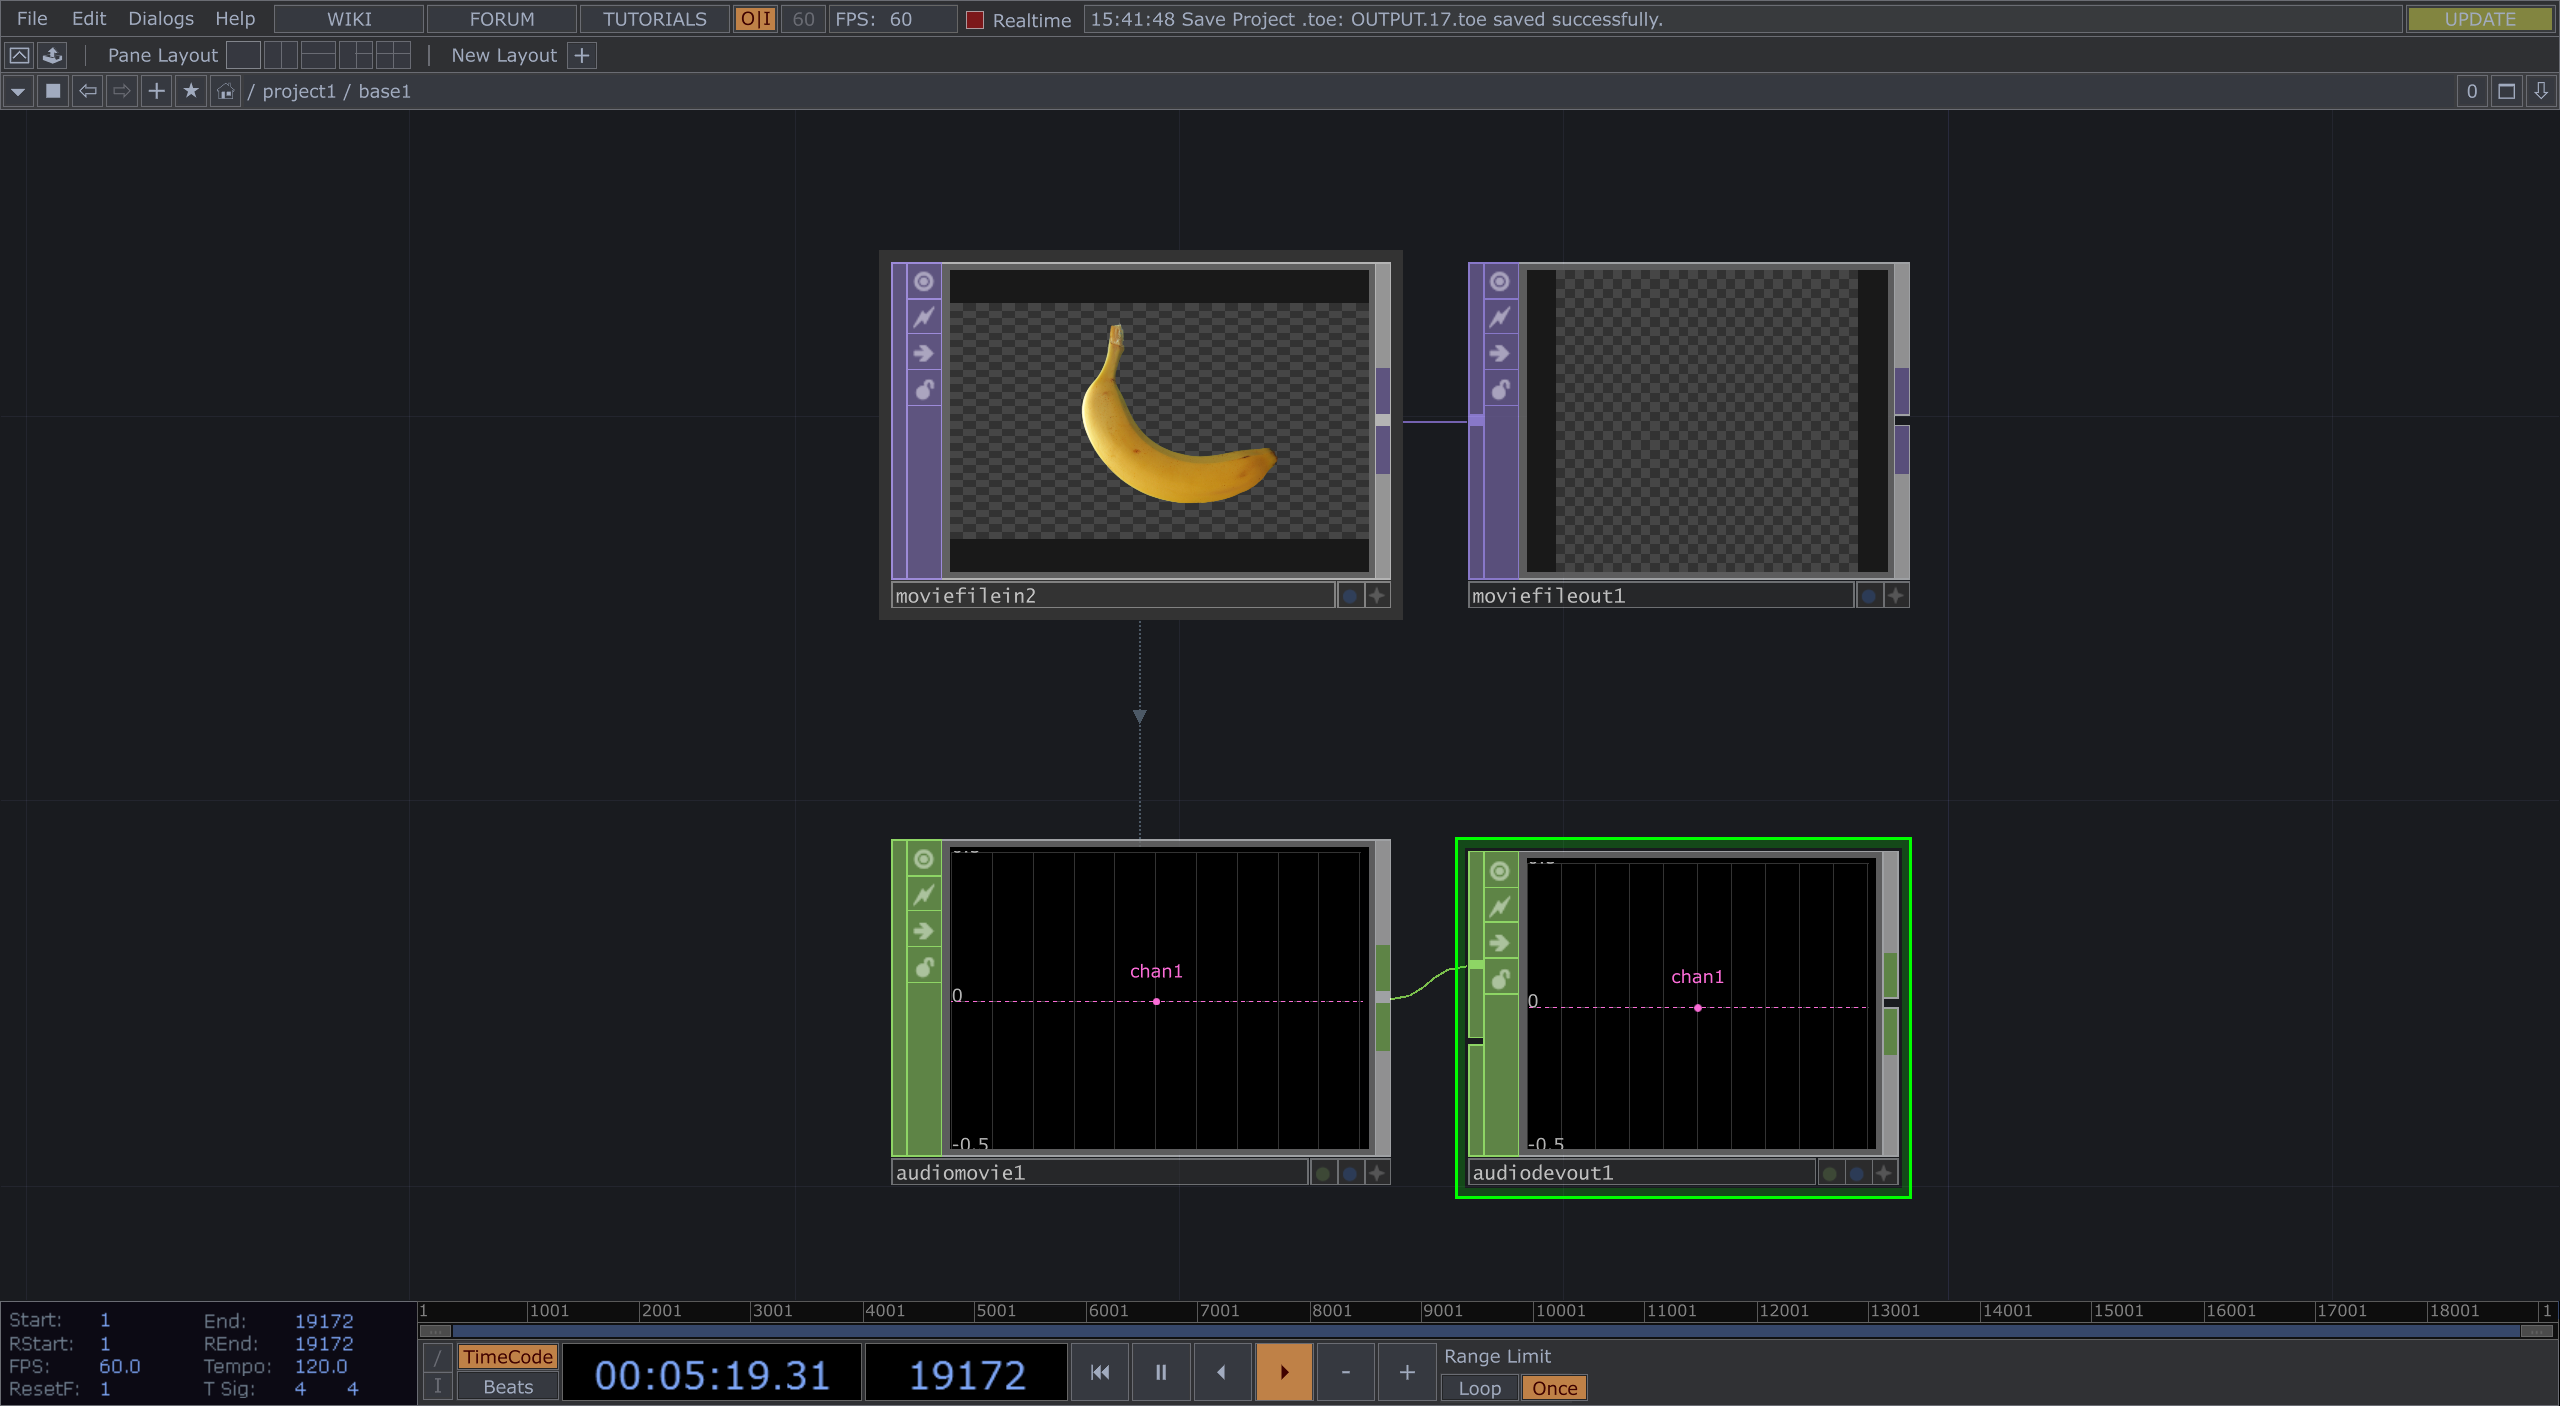 File Edit Dialogs Help WIKI FORUM TUTORIALS O|I 60 FPS: 60 Realtime 15:41:48 Save Project .toe: OUTPUT.17.toe saved successfully. UPDATE
Pane Layout New Layout +
/ project1 / base1 0
moviefilein2 moviefileout1
chan1 chan1
0 0
-0.5 -0.5
audiomovie1 audiodevout1
1 1001 2001 3001 4001 5001 6001 7001 8001 9001 10001 11001 12001 13001 14001 15001 16001 17001 18001 1
Start: 1 End: 19172
RStart: 1 REnd: 19172
FPS: 60.0 Tempo: 120.0
ResetF: 1 T Sig: 4 4
/ TimeCode 00:05:19.31 19172 - + Range Limit
I Beats Loop Once